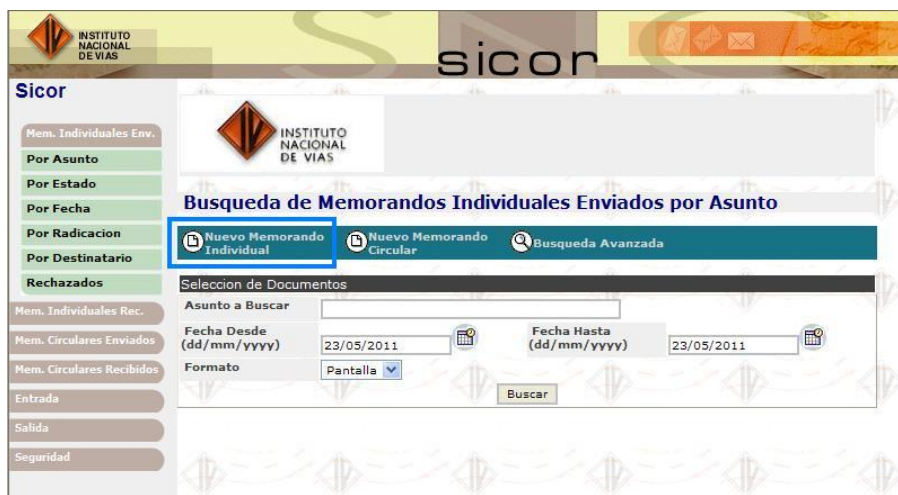 INSTITUTO
NACIONAL
DE VIAS
sicor
Sicor
Mem. Individuales Env.
Por Asunto
Por Estado
Por Fecha
Por Radicacion
Por Destinatario
Rechazados
Mem. Individuales Rec.
Mem. Circulares Enviados
Mem. Circulares Recibidos
Entrada
Salida
Seguridad
INSTITUTO
NACIONAL
DE VIAS
Busqueda de Memorandos Individuales Enviados por Asunto
Nuevo Memorando
Individual
Nuevo Memorando
Circular
Busqueda Avanzada
Seleccion de Documentos
Asunto a Buscar
Fecha Desde
(dd/mm/yyyy)
23/05/2011
Fecha Hasta
(dd/mm/yyyy)
23/05/2011
Formato
Pantalla
Buscar